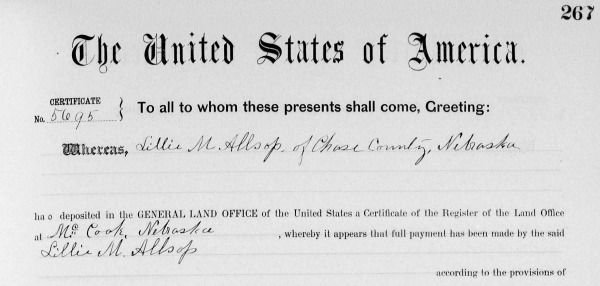 267
The United States of America.
CERTIFICATE
No. 5695 } To all to whom these presents shall come, Greeting:
Whereas, Lillie M. Allsop of Chase County, Nebraska
has deposited in the GENERAL LAND OFFICE of the United States a Certificate of the Register of the Land Office
at Mc Cook, Nebraska , whereby it appears that full payment has been made by the said
Lillie M. Allsop
according to the provisions of